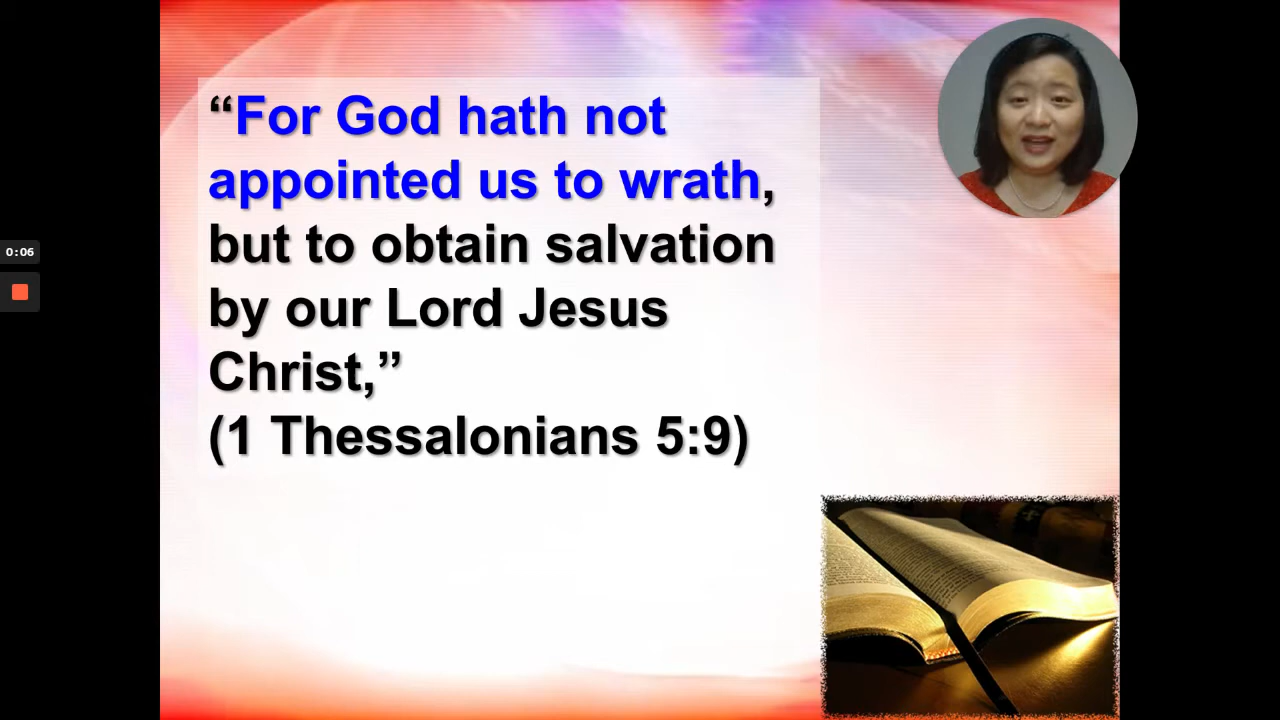 “For God hath not
appointed us to wrath,
but to obtain salvation
by our Lord Jesus
Christ,”
(1 Thessalonians 5:9)
0:06